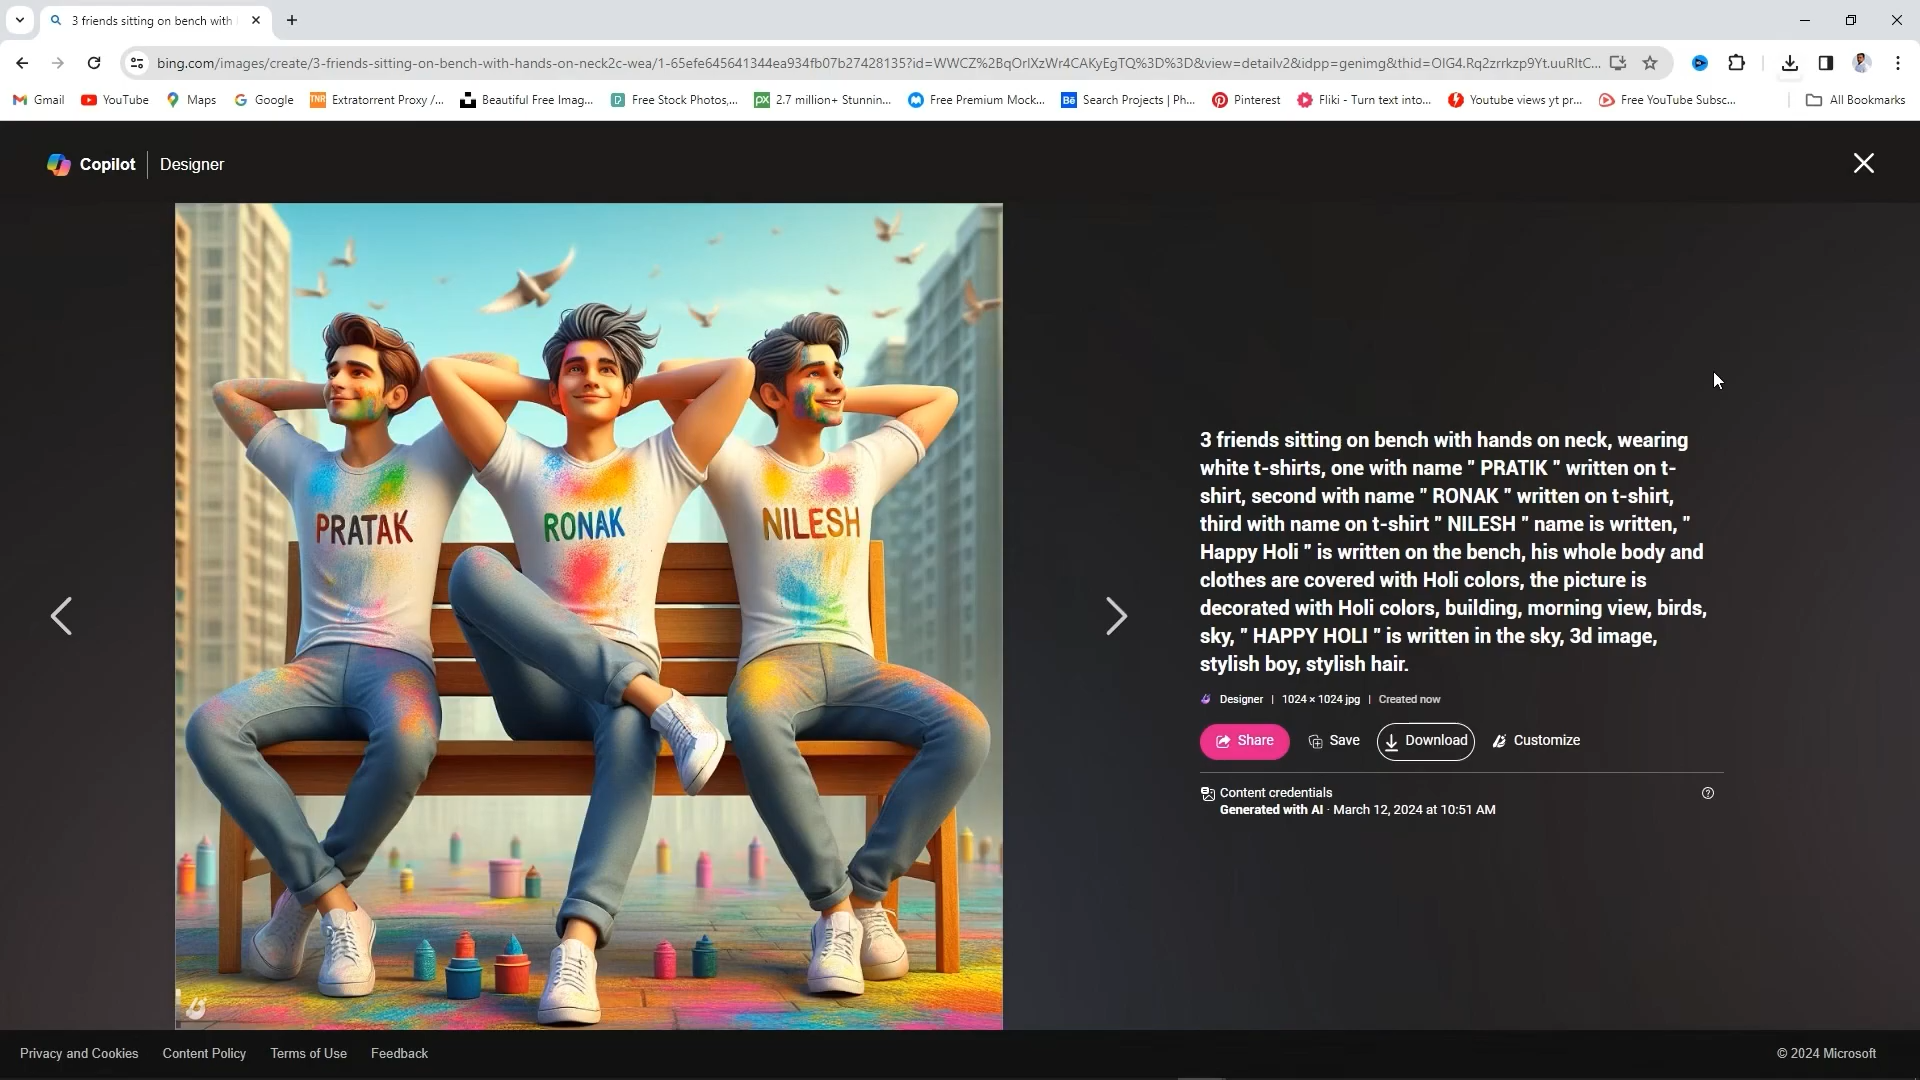 3 friends sitting on bench with
bing.com/images/create/3-friends-sitting-on-bench-with-hands-on-neck2c-wea/1-65efe645641344ea934fb07b27428135?id=WWCZ%2BqOrlXzWr4CAKyEgTQ%3D%3D&view=detailv2&idpp=genimg&thid=OIG4.Rq2zrrkzp9Yt.uuRltC...
Gmail YouTube Maps Google Extratorrent Proxy /... Beautiful Free Imag... Free Stock Photos,... 2.7 million+ Stunnin... Free Premium Mock... Search Projects | Ph... Pinterest Fliki - Turn text into... Youtube views yt pr... Free YouTube Subsc... All Bookmarks
Copilot Designer
PRATAK RONAK NILESH
3 friends sitting on bench with hands on neck, wearing
white t-shirts, one with name " PRATIK " written on t-
shirt, second with name " RONAK " written on t-shirt,
third with name on t-shirt " NILESH " name is written, "
Happy Holi " is written on the bench, his whole body and
clothes are covered with Holi colors, the picture is
decorated with Holi colors, building, morning view, birds,
sky, " HAPPY HOLI " is written in the sky, 3d image,
stylish boy, stylish hair.
Designer | 1024 × 1024 jpg | Created now
Share Save Download Customize
Content credentials
Generated with AI · March 12, 2024 at 10:51 AM
Privacy and Cookies Content Policy Terms of Use Feedback © 2024 Microsoft